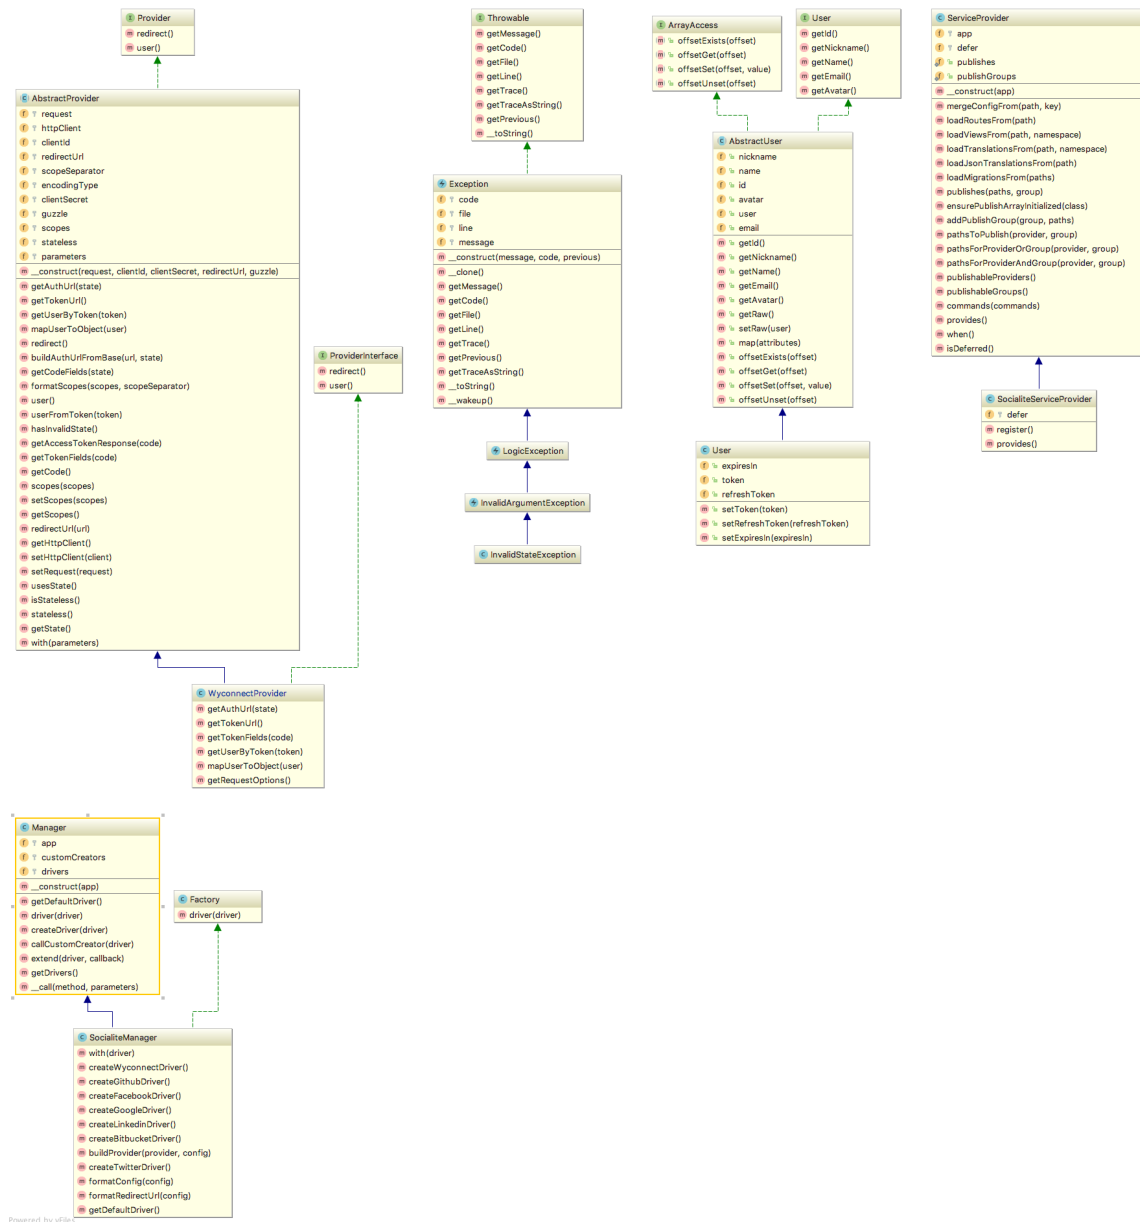 Provider
redirect()
user()
AbstractProvider
request
httpClient
clientId
redirectUrl
scopeSeparator
encodingType
clientSecret
guzzle
scopes
stateless
parameters
__construct(request, clientId, clientSecret, redirectUrl, guzzle)
getAuthUrl(state)
getTokenUrl()
getUserByToken(token)
mapUserToObject(user)
redirect()
buildAuthUrlFromBase(url, state)
getCodeFields(state)
formatScopes(scopes, scopeSeparator)
user()
userFromToken(token)
hasInvalidState()
getAccessTokenResponse(code)
getTokenFields(code)
getCode()
scopes(scopes)
setScopes(scopes)
getScopes()
redirectUrl(url)
getHttpClient()
setHttpClient(client)
setRequest(request)
usesState()
isStateless()
stateless()
getState()
with(parameters)
ProviderInterface
redirect()
user()
WyconnectProvider
getAuthUrl(state)
getTokenUrl()
getTokenFields(code)
getUserByToken(token)
mapUserToObject(user)
getRequestOptions()
Throwable
getMessage()
getCode()
getFile()
getLine()
getTrace()
getTraceAsString()
getPrevious()
__toString()
Exception
code
file
line
message
__construct(message, code, previous)
__clone()
getMessage()
getCode()
getFile()
getLine()
getTrace()
getPrevious()
getTraceAsString()
__toString()
__wakeup()
LogicException
InvalidArgumentException
InvalidStateException
ArrayAccess
offsetExists(offset)
offsetGet(offset)
offsetSet(offset, value)
offsetUnset(offset)
User
getId()
getNickname()
getName()
getEmail()
getAvatar()
AbstractUser
nickname
name
id
avatar
user
email
getId()
getNickname()
getName()
getEmail()
getAvatar()
getRaw()
setRaw(user)
map(attributes)
offsetExists(offset)
offsetGet(offset)
offsetSet(offset, value)
offsetUnset(offset)
User
expiresIn
token
refreshToken
setToken(token)
setRefreshToken(refreshToken)
setExpiresIn(expiresIn)
ServiceProvider
app
defer
publishes
publishGroups
__construct(app)
mergeConfigFrom(path, key)
loadRoutesFrom(path)
loadViewsFrom(path, namespace)
loadTranslationsFrom(path, namespace)
loadJsonTranslationsFrom(path)
loadMigrationsFrom(paths)
publishes(paths, group)
ensurePublishArrayInitialized(class)
addPublishGroup(group, paths)
pathsToPublish(provider, group)
pathsForProviderOrGroup(provider, group)
pathsForProviderAndGroup(provider, group)
publishableProviders()
publishableGroups()
commands(commands)
provides()
when()
isDeferred()
SocialiteServiceProvider
defer
register()
provides()
Manager
app
customCreators
drivers
__construct(app)
getDefaultDriver()
driver(driver)
createDriver(driver)
callCustomCreator(driver)
extend(driver, callback)
getDrivers()
__call(method, parameters)
Factory
driver(driver)
SocialiteManager
with(driver)
createWyconnectDriver()
createGithubDriver()
createFacebookDriver()
createGoogleDriver()
createLinkedinDriver()
createBitbucketDriver()
buildProvider(provider, config)
createTwitterDriver()
formatConfig(config)
formatRedirectUrl(config)
getDefaultDriver()
Powered by yFiles